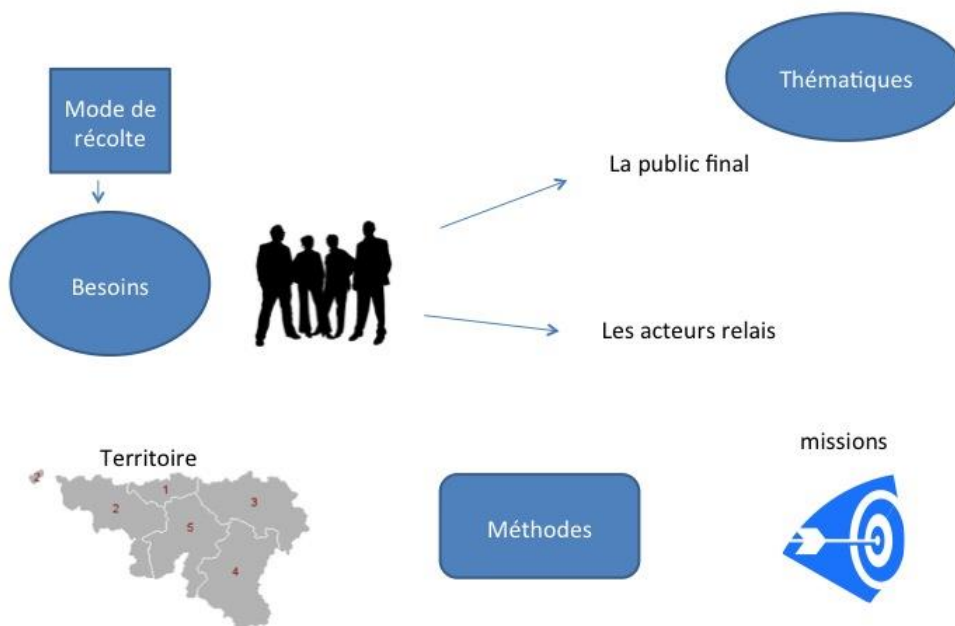 Thématiques
Mode de
récolte
La public final
Besoins
Les acteurs relais
Territoire
2
1
2
3
5
4
Méthodes
missions